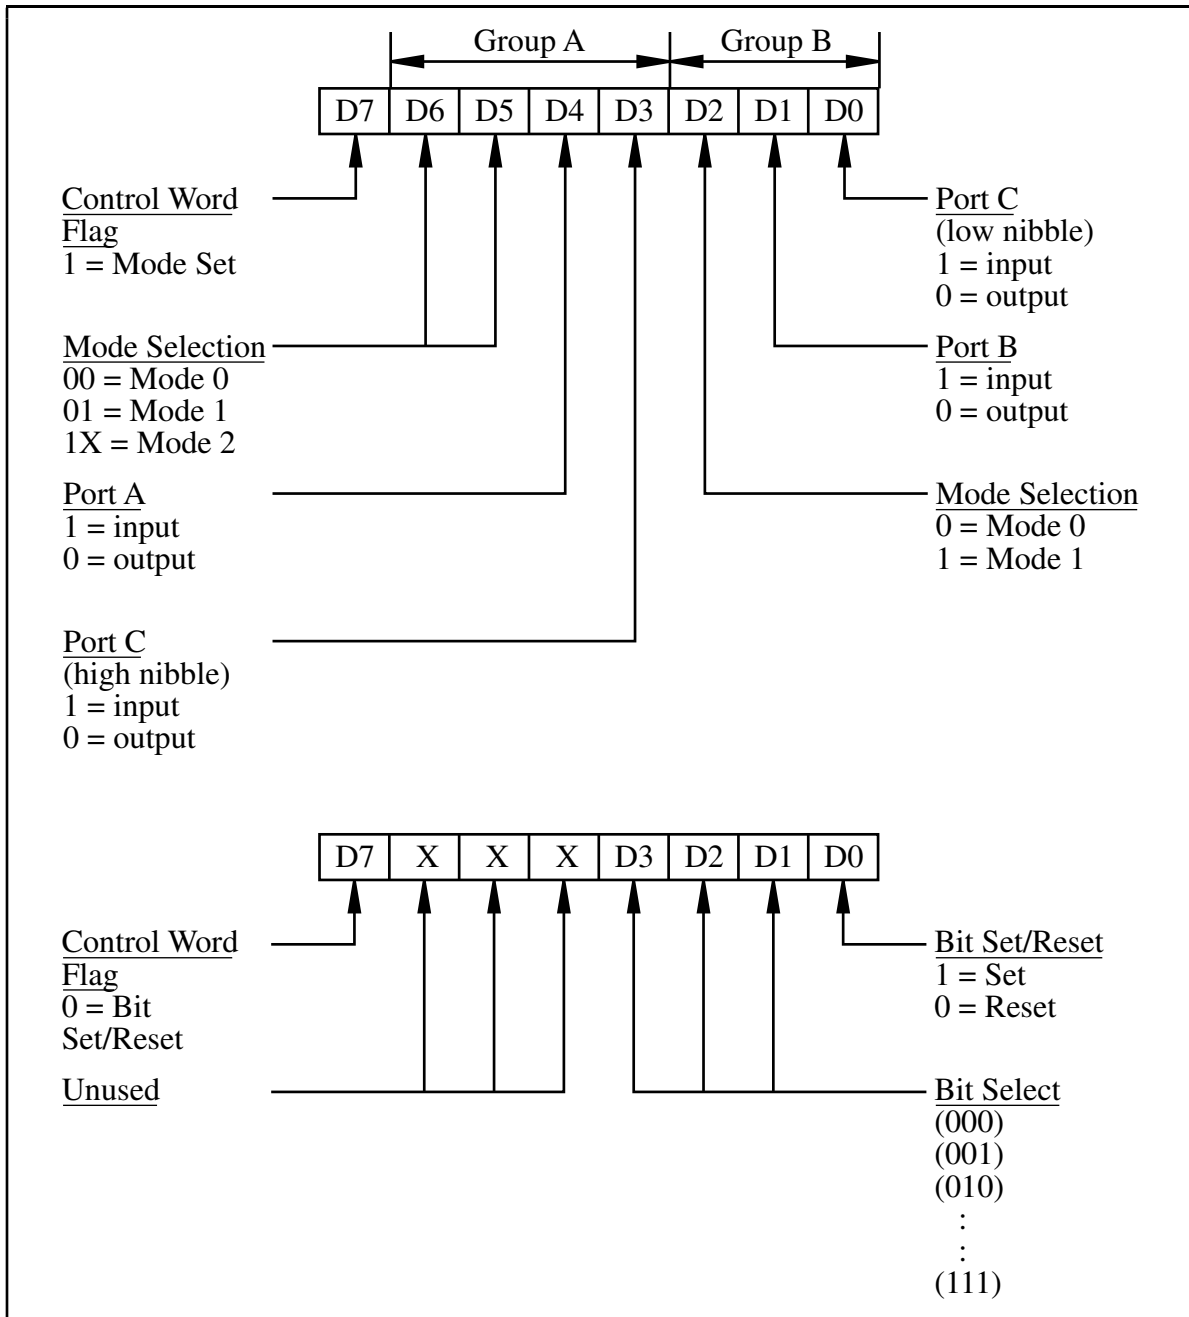 Group A Group B
D7 D6 D5 D4 D3 D2 D1 D0
Control Word
Flag
1 = Mode Set
Port C
(low nibble)
1 = input
0 = output
Mode Selection
00 = Mode 0
01 = Mode 1
1X = Mode 2
Port B
1 = input
0 = output
Port A
1 = input
0 = output
Mode Selection
0 = Mode 0
1 = Mode 1
Port C
(high nibble)
1 = input
0 = output
D7 X X X D3 D2 D1 D0
Control Word
Flag
0 = Bit
Set/Reset
Bit Set/Reset
1 = Set
0 = Reset
Unused
Bit Select
(000)
(001)
(010)
:
:
(111)